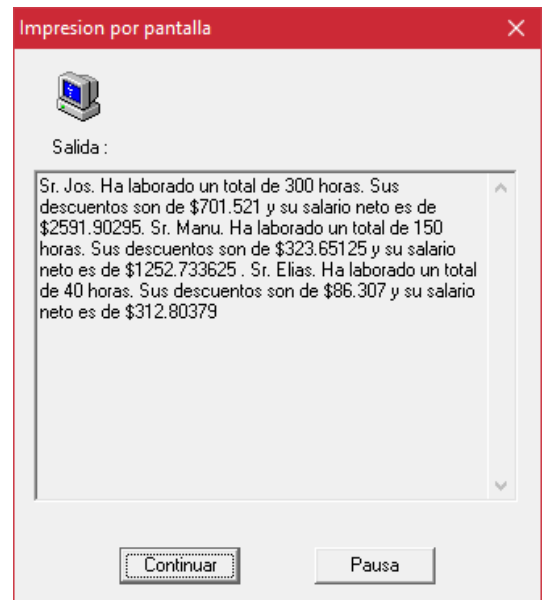 Impresion por pantalla
Salida :
Sr. Jos. Ha laborado un total de 300 horas. Sus
descuentos son de $701.521 y su salario neto es de
$2591.90295. Sr. Manu. Ha laborado un total de 150
horas. Sus descuentos son de $323.65125 y su salario
neto es de $1252.733625 . Sr. Elias. Ha laborado un total
de 40 horas. Sus descuentos son de $86.307 y su salario
neto es de $312.80379
Continuar
Pausa